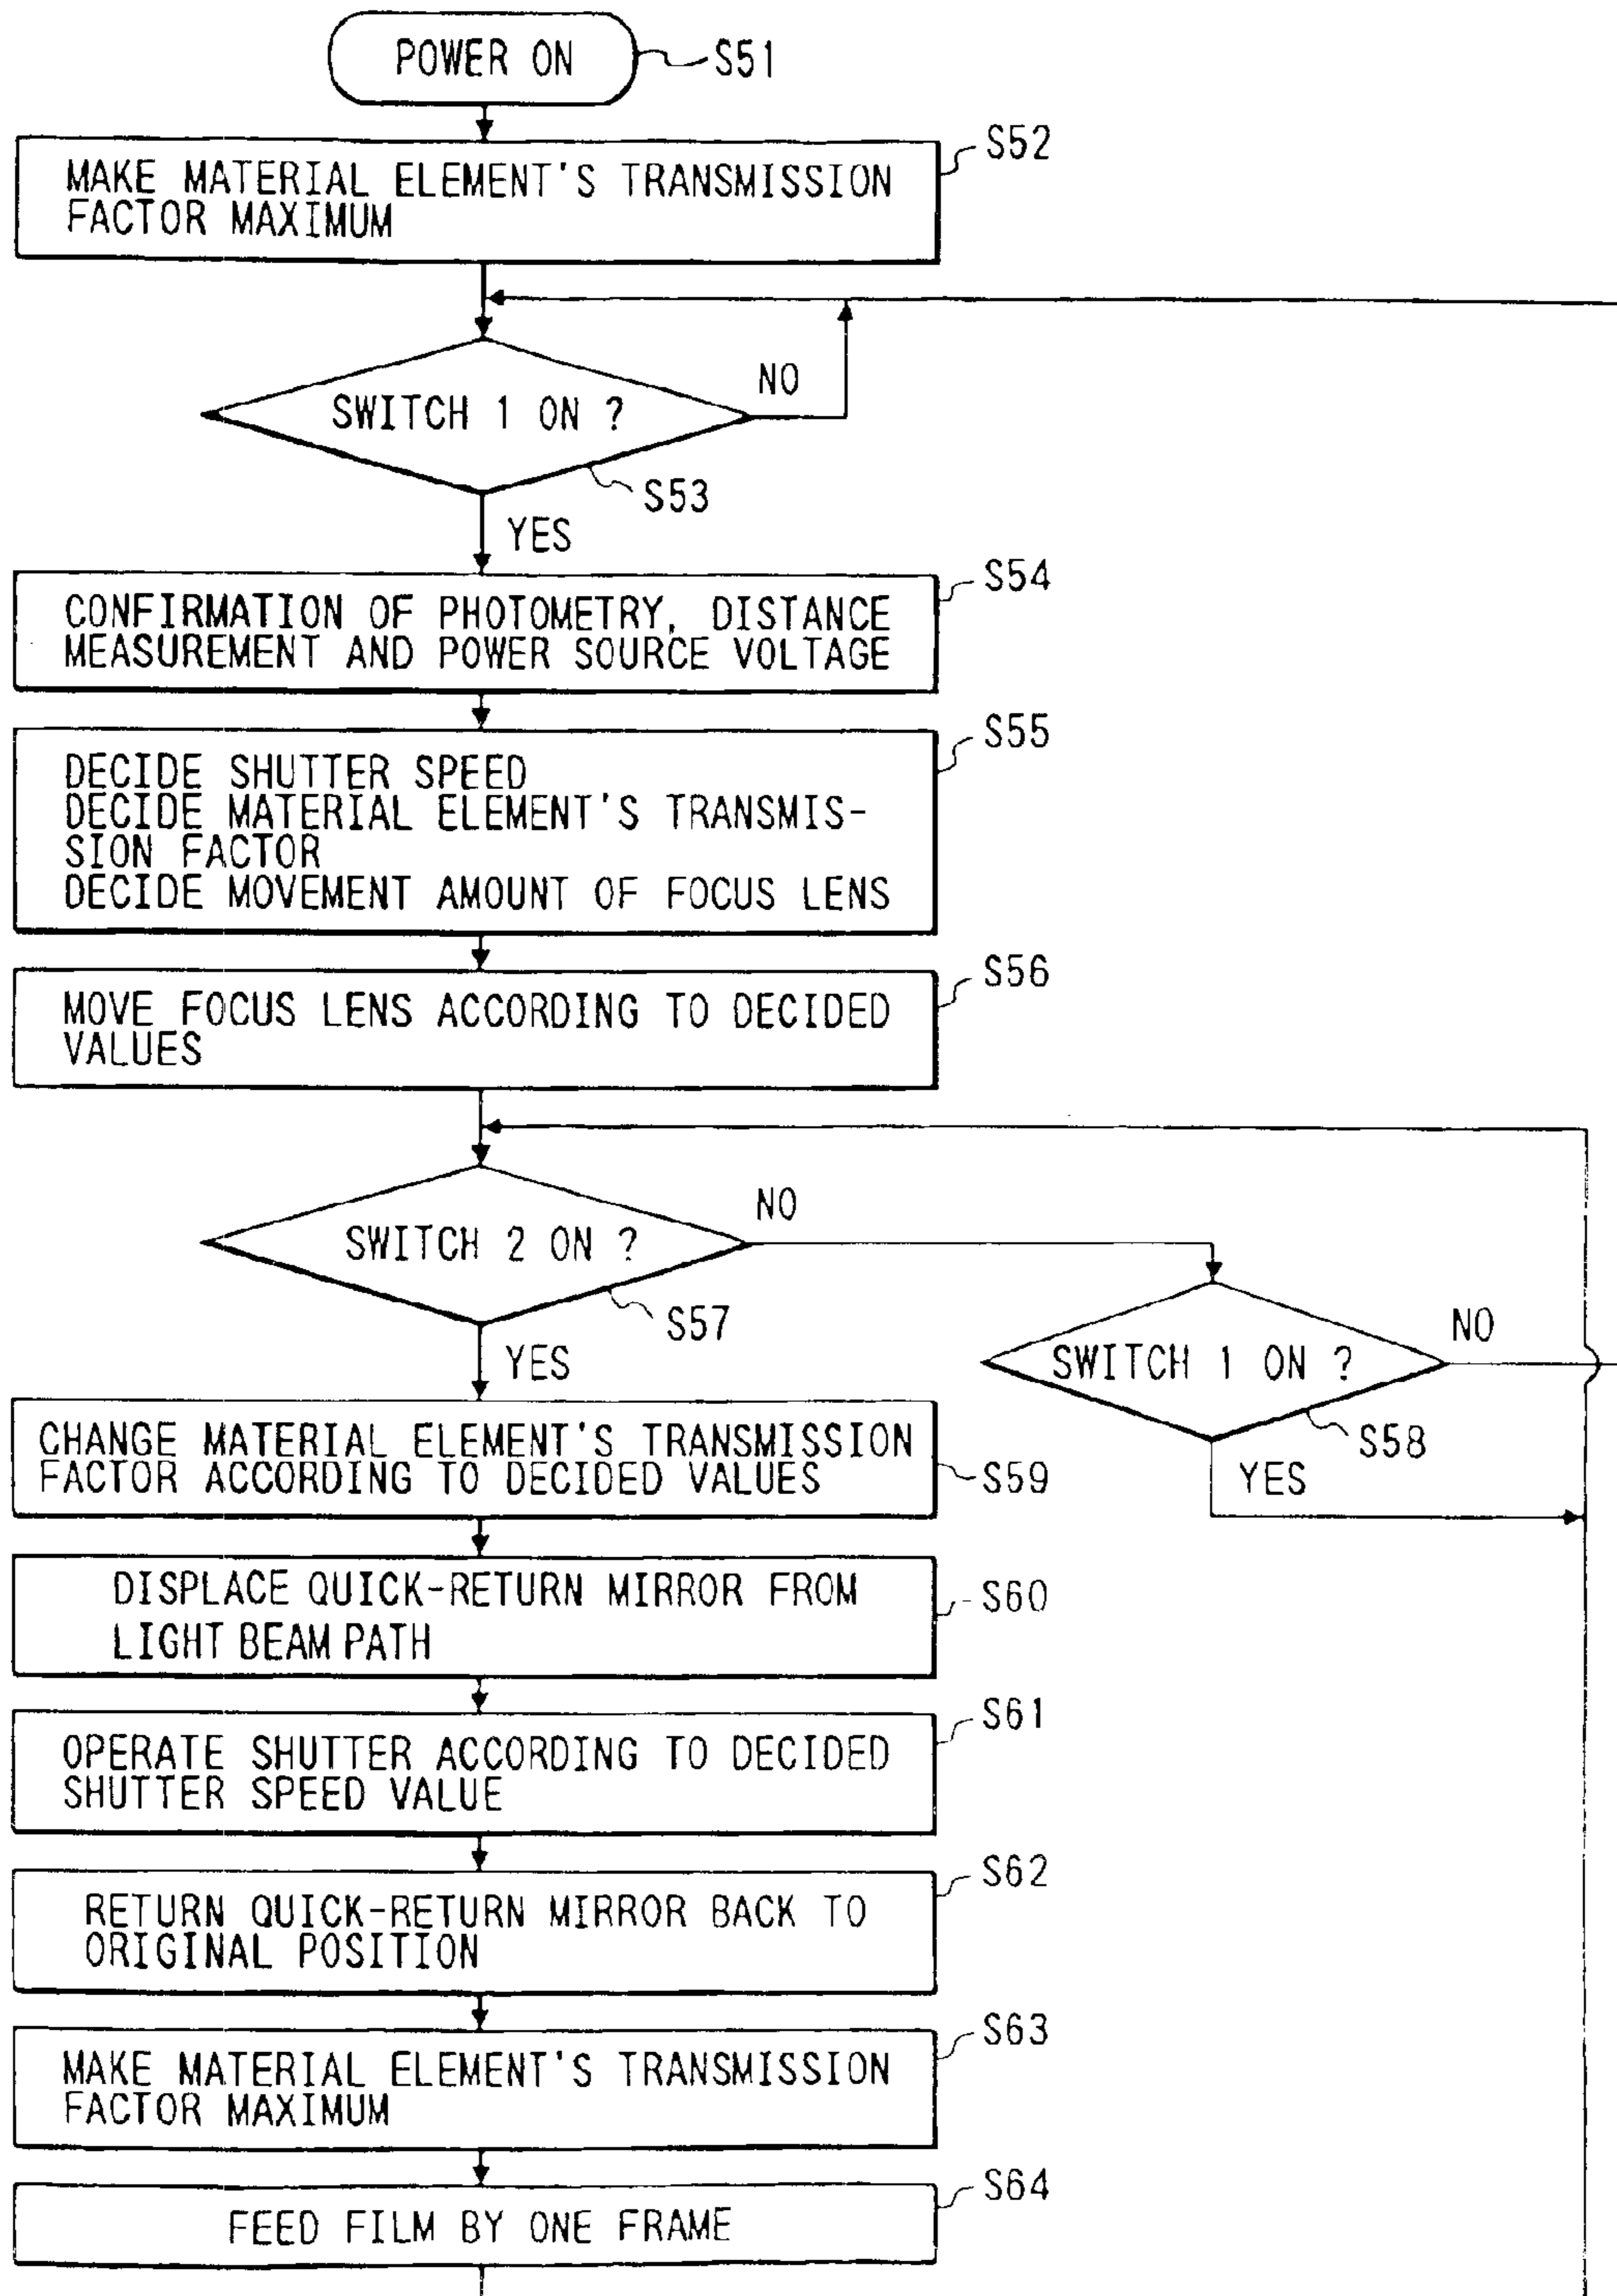 POWER ON
S51
S52
MAKE MATERIAL ELEMENT'S TRANSMISSION
FACTOR MAXIMUM
SWITCH 1 ON ?
NO
S53
YES
S54
CONFIRMATION OF PHOTOMETRY, DISTANCE
MEASUREMENT AND POWER SOURCE VOLTAGE
S55
DECIDE SHUTTER SPEED
DECIDE MATERIAL ELEMENT'S TRANSMIS-
SION FACTOR
DECIDE MOVEMENT AMOUNT OF FOCUS LENS
S56
MOVE FOCUS LENS ACCORDING TO DECIDED
VALUES
SWITCH 2 ON ?
NO
S57
YES
SWITCH 1 ON ?
NO
S58
YES
CHANGE MATERIAL ELEMENT'S TRANSMISSION
FACTOR ACCORDING TO DECIDED VALUES
S59
DISPLACE QUICK-RETURN MIRROR FROM
LIGHT BEAM PATH
S60
S61
OPERATE SHUTTER ACCORDING TO DECIDED
SHUTTER SPEED VALUE
S62
RETURN QUICK-RETURN MIRROR BACK TO
ORIGINAL POSITION
S63
MAKE MATERIAL ELEMENT'S TRANSMISSION
FACTOR MAXIMUM
S64
FEED FILM BY ONE FRAME